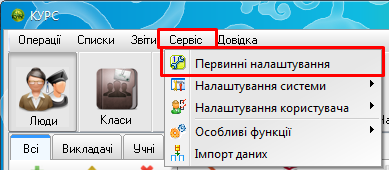 КУРС
Операції Списки Звіти Сервіс Довідка
Первинні налаштування
Налаштування системи
Налаштування користувача
Особливі функції
Імпорт даних
Люди Класи
Всі Викладачі Учні